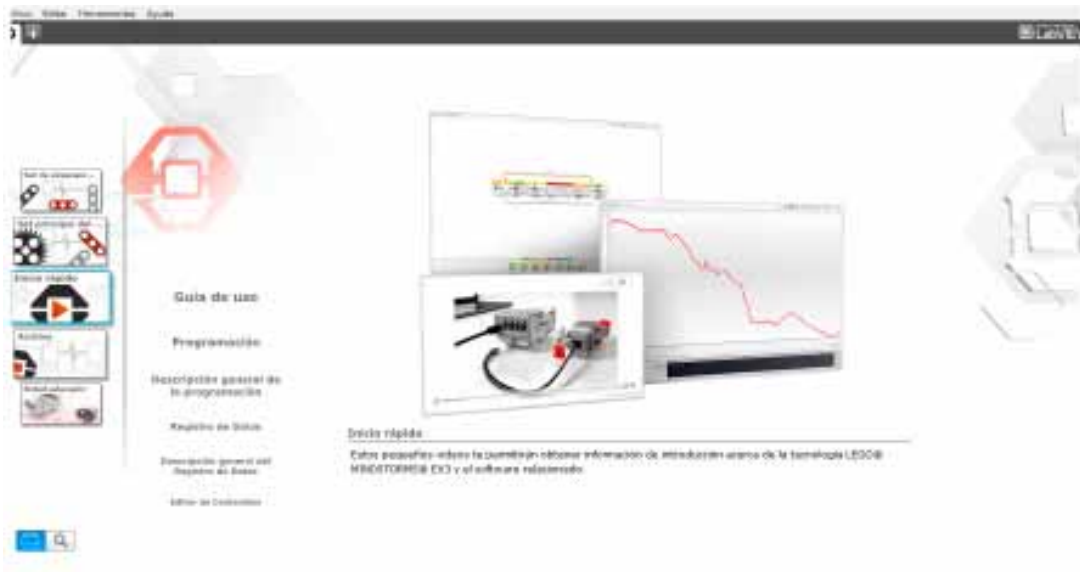 Editar Herramientas Ayuda
LabVIEW
Inicio rápido
Archivo
Guía de uso
Programación
Descripción general de
la programación
Registro de Datos
Descripción general del
Registro de Datos
Editor de Contenidos
Inicio rápido
Estos pequeños videos te permitirán obtener información de introducción acerca de la tecnología LEGO®
MINDSTORMS® EV3 y el software relacionado.